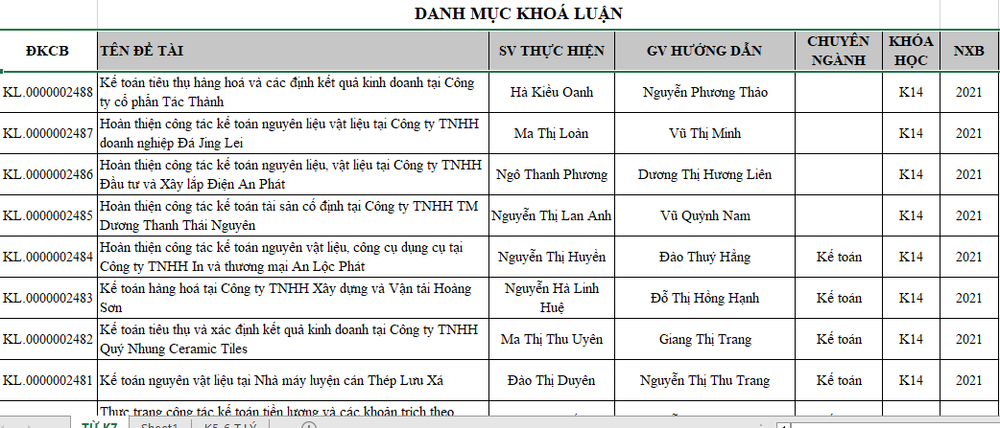 DANH MỤC KHOÁ LUẬN
ĐKCB TÊN ĐỀ TÀI SV THỰC HIỆN GV HƯỚNG DẪN CHUYÊN NGÀNH KHÓA HỌC NXB
KL.0000002488 Kế toán tiêu thụ hàng hoá và các định kết quả kinh doanh tại Công
ty cổ phần Tác Thành Hà Kiều Oanh Nguyễn Phương Thảo K14 2021
KL.0000002487 Hoàn thiện công tác kế toán nguyên liệu vật liệu tại Công ty TNHH
doanh nghiệp Đá Jing Lei Ma Thị Loàn Vũ Thị Minh K14 2021
KL.0000002486 Hoàn thiện công tác kế toán nguyên liệu, vật liệu tại Công ty TNHH
Đầu tư và Xây lắp Điện An Phát Ngô Thanh Phương Dương Thị Hương Liên K14 2021
KL.0000002485 Hoàn thiện công tác kế toán tài sản cố định tại Công ty TNHH TM
Dương Thanh Thái Nguyên Nguyễn Thị Lan Anh Vũ Quỳnh Nam K14 2021
KL.0000002484 Hoàn thiện công tác kế toán nguyên vật liệu, công cụ dụng cụ tại
Công ty TNHH In và thương mại An Lộc Phát Nguyễn Thị Huyền Đào Thuý Hằng Kế toán K14 2021
KL.0000002483 Kế toán hàng hoá tại Công ty TNHH Xây dựng và Vận tải Hoàng
Sơn Nguyễn Hà Linh Huệ Đỗ Thị Hồng Hạnh Kế toán K14 2021
KL.0000002482 Kế toán tiêu thụ và xác định kết quả kinh doanh tại Công ty TNHH
Quý Nhung Ceramic Tiles Ma Thị Thu Uyên Giang Thị Trang Kế toán K14 2021
KL.0000002481 Kế toán nguyên vật liệu tại Nhà máy luyện cán Thép Lưu Xá Đào Thị Duyên Nguyễn Thị Thu Trang Kế toán K14 2021
Thực trạng công tác kế toán tiền lương và các khoản trích theo
TỪ K7 Sheet1